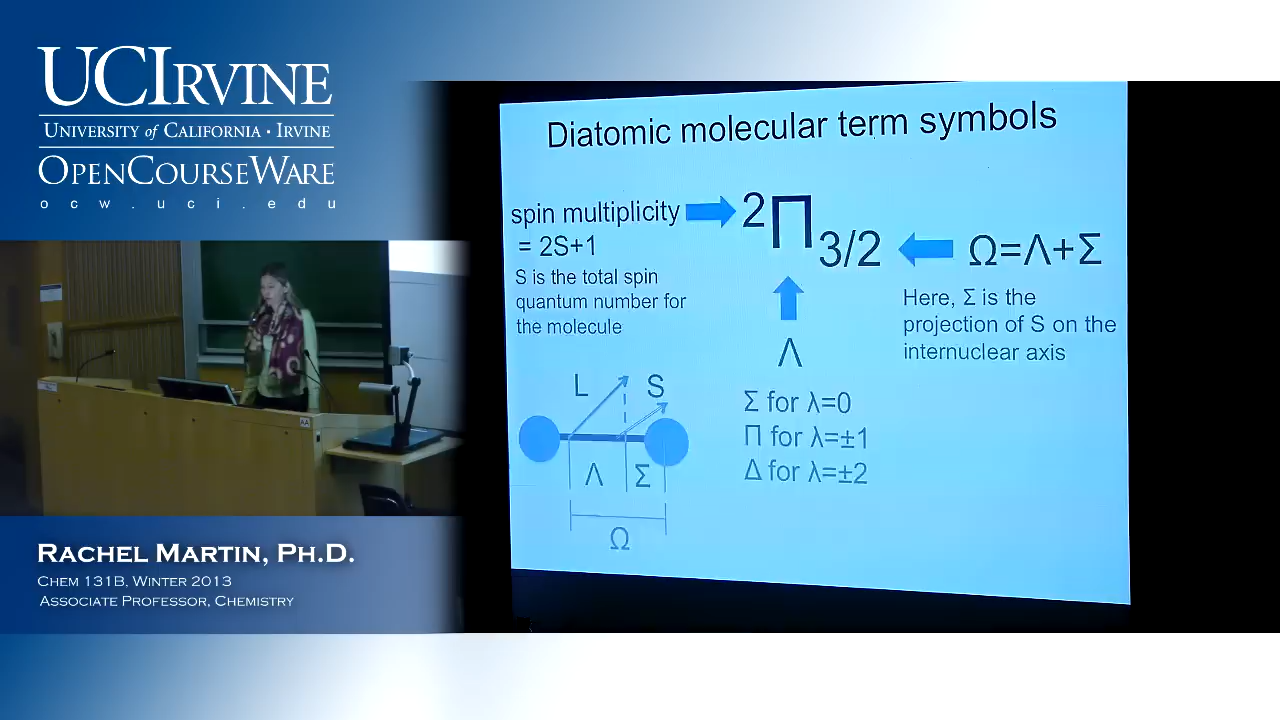 UCIRVINE
UNIVERSITY of CALIFORNIA · IRVINE
OPENCOURSEWARE
ocw.uci.edu
RACHEL MARTIN, PH.D.
CHEM 131B, WINTER 2013
ASSOCIATE PROFESSOR, CHEMISTRY
Diatomic molecular term symbols
spin multiplicity
= 2S+1
S is the total spin
quantum number for
the molecule
2Π3/2
Ω=Λ+Σ
Here, Σ is the
projection of S on the
internuclear axis
Λ
Σ for λ=0
Π for λ=±1
Δ for λ=±2
L S
Λ Σ
Ω